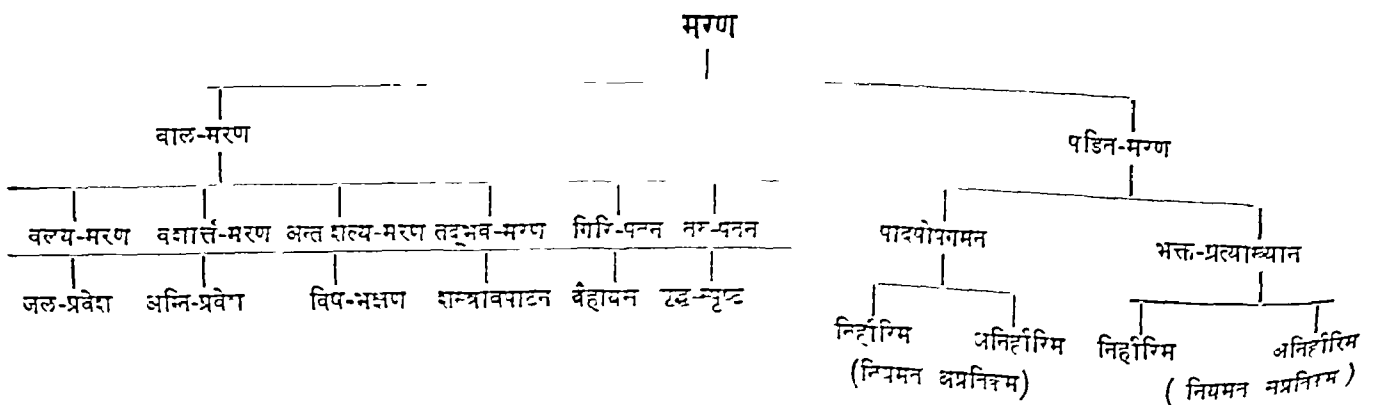 मरण
बाल-मरण पंडित-मरण
वलय-मरण वशार्त्त-मरण अन्त शल्य-मरण तद्भव-मरण गिरि-पतन तरु-पतन पादपोपगमन भक्त-प्रत्याख्यान
जल-प्रवेश अग्नि-प्रवेश विष-भक्षण शस्त्रावपाटन वैहायस गृद्ध-स्पृष्ट
निर्हारिम अनिर्हारिम निर्हारिम अनिर्हारिम
(नियमत अप्रतिकर्म) (नियमत सप्रतिकर्म)